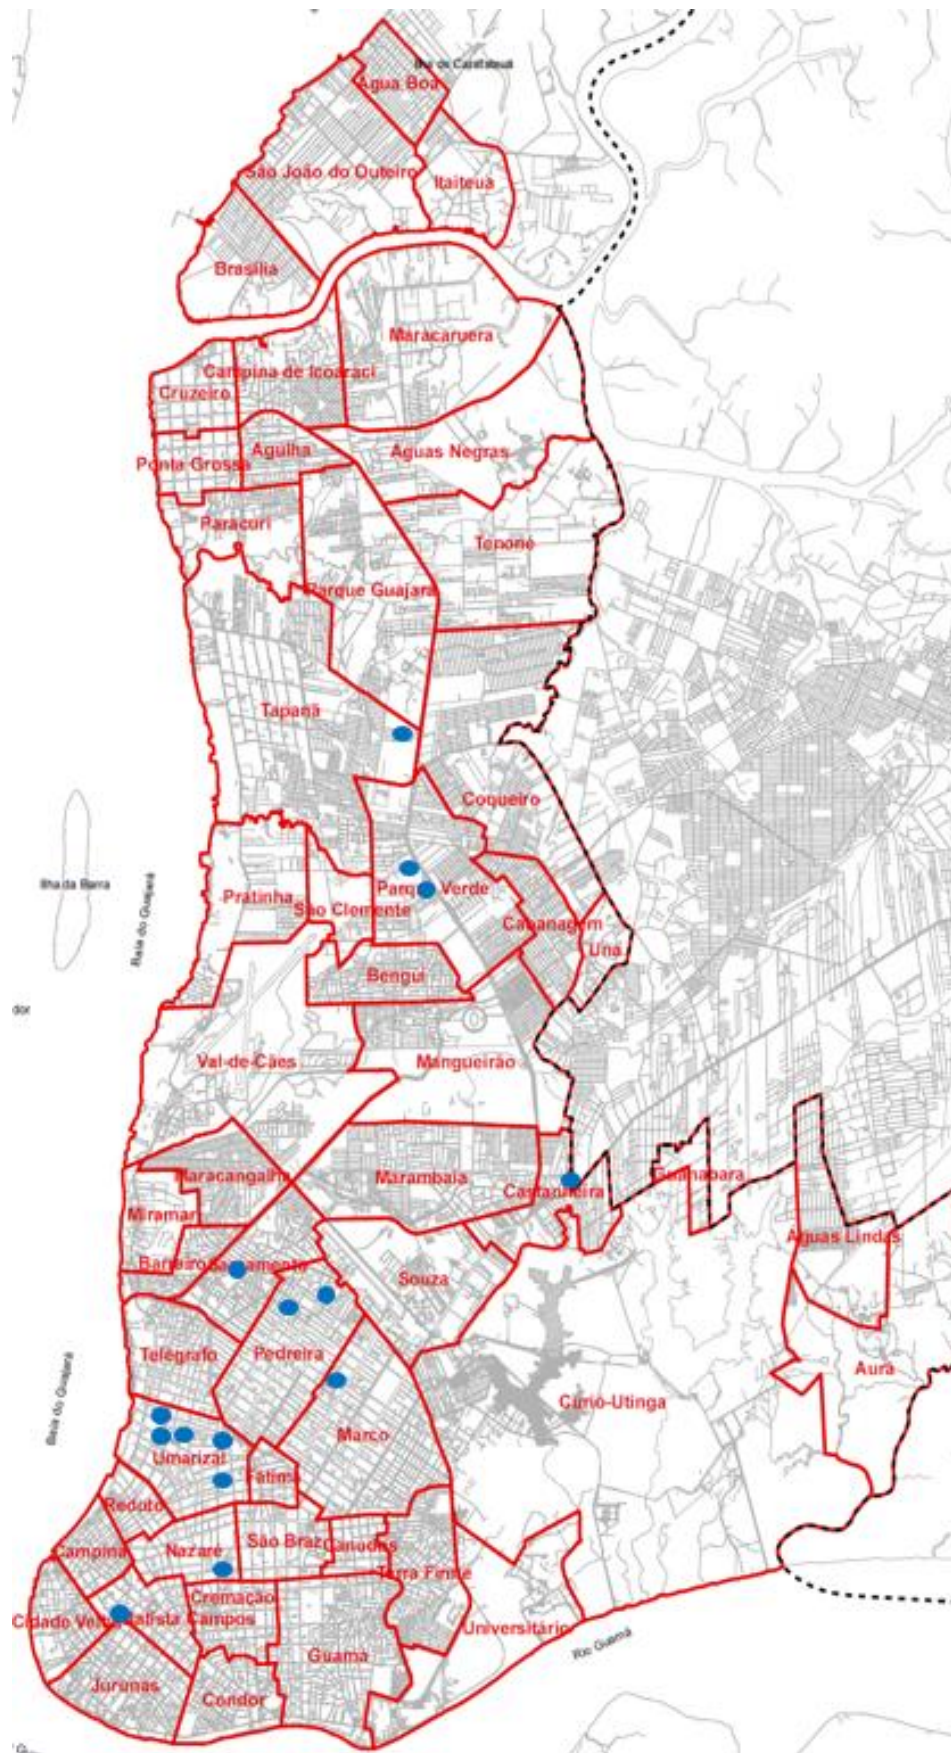 Água Boa
São João do Outeiro
Itaiteua
Brasília
Maracaruera
Campina de Icoaraci
Cruzeiro
Agulha
Águas Negras
Ponta Grossa
Paracuri
Tenoné
Parque Guajará
Tapanã
Coqueiro
Ilha da Barra
Parque Verde
Pratinha
São Clemente
Cabanagem
Una
Baía do Guajará
Bengui
dor
Val-de-Cães
Mangueirão
Maracangalha
Marambaia
Castanheira
Guanabara
Miramar
Águas Lindas
Barreiro
Sacramenta
Souza
Telégrafo
Pedreira
Aurá
Baía do Guajará
Curió-Utinga
Marco
Umarizal
Fátima
Reduto
Campina
Nazaré
São Braz
Canudos
Terra Firme
Cremação
Cidade Velha
Batista Campos
Universitário
Rio Guamá
Guamá
Jurunas
Condor